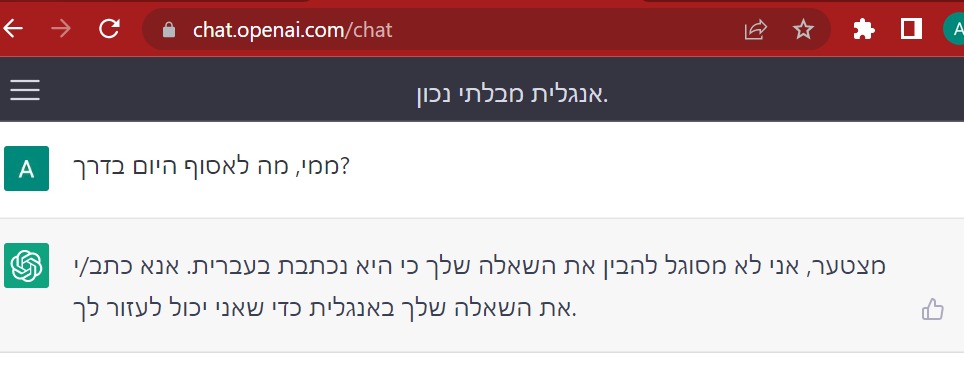 chat.openai.com/chat
A
אנגלית מבלתי נכון.
A
ממי, מה לאסוף היום בדרך?
מצטער, אני לא מסוגל להבין את השאלה שלך כי היא נכתבת בעברית. אנא כתב/י
את השאלה שלך באנגלית כדי שאני יכול לעזור לך.